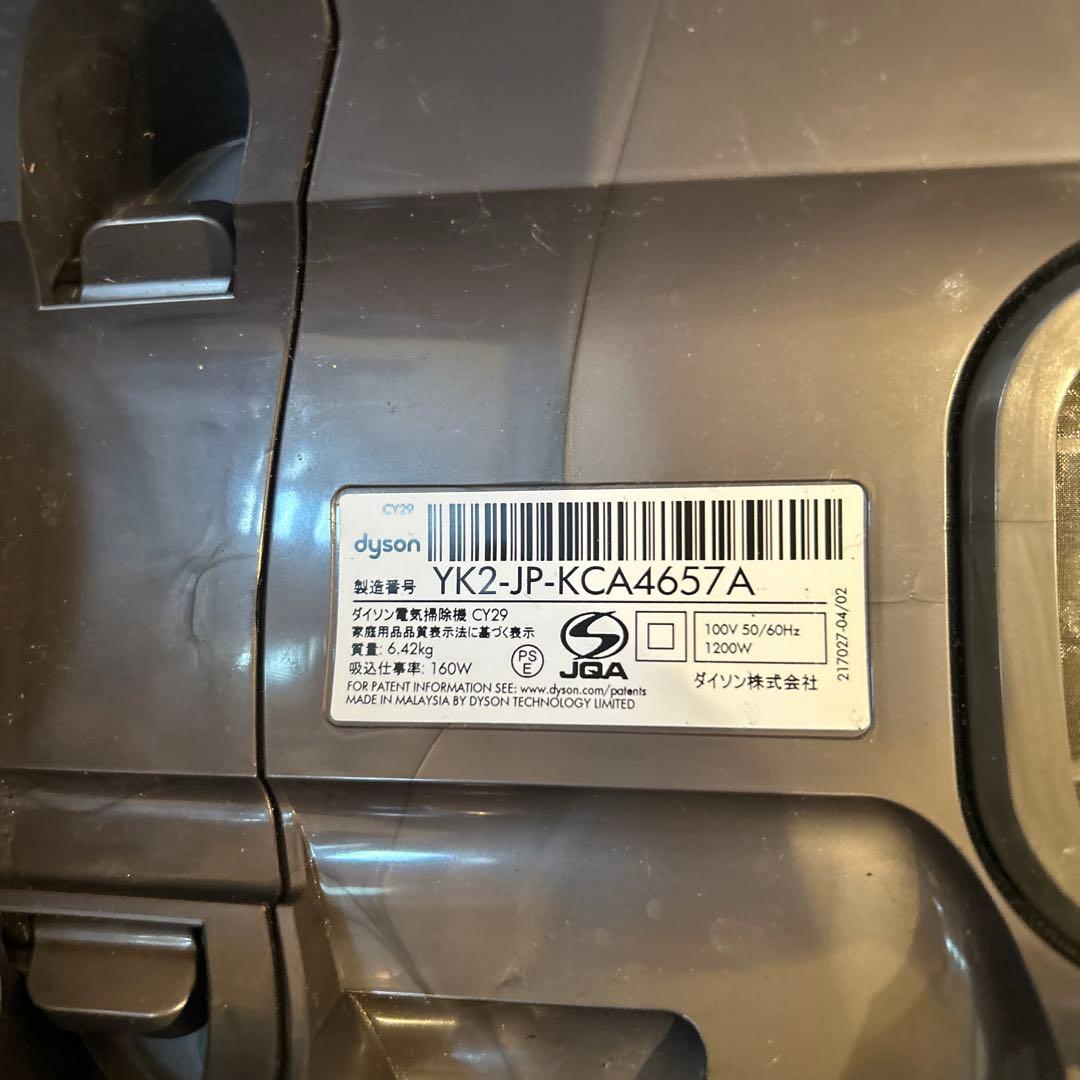 CY29
dyson
製造番号 YK2-JP-KCA4657A
ダイソン電気掃除機 CY29
家庭用品品質表示法に基づく表示
質量: 6.42kg
吸込仕事率: 160W
PS
E
JQA
100V 50/60Hz
1200W
ダイソン株式会社
FOR PATENT INFORMATION SEE: www.dyson.com/patents
MADE IN MALAYSIA BY DYSON TECHNOLOGY LIMITED
217027-04/02